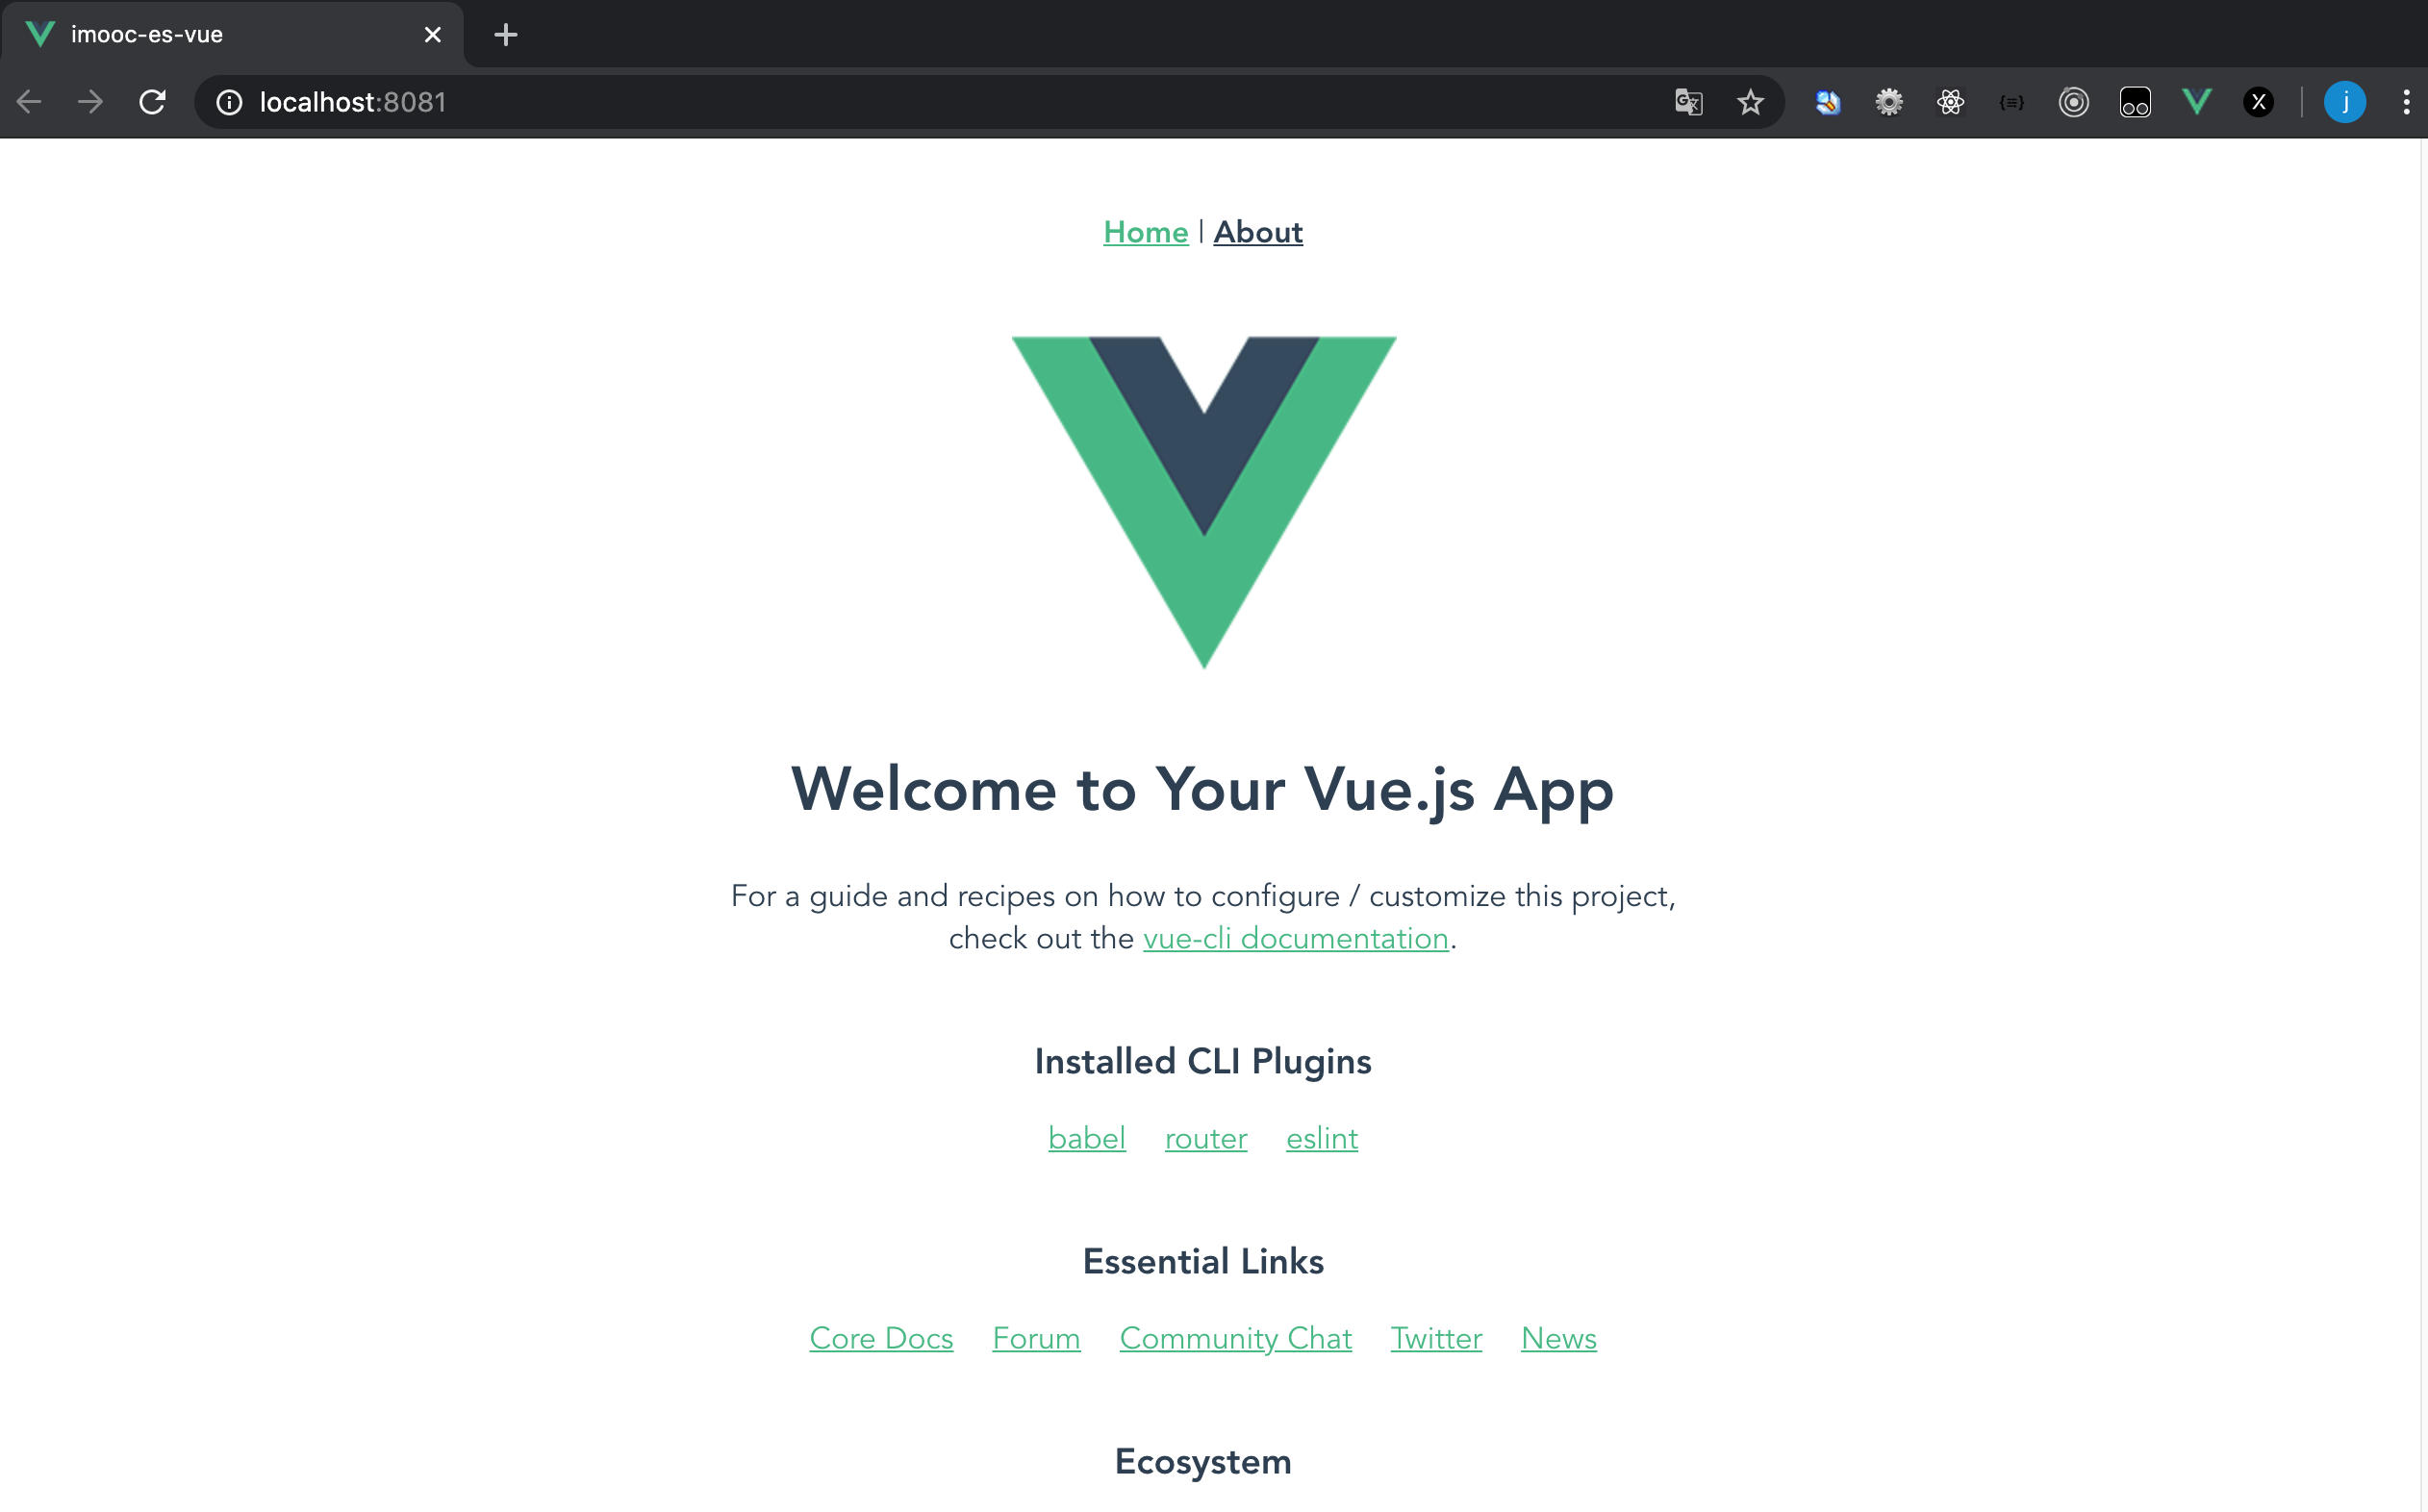 imooc-es-vue
localhost:8081
j
Home | About
Welcome to Your Vue.js App
For a guide and recipes on how to configure / customize this project,
check out the vue-cli documentation.
Installed CLI Plugins
babel router eslint
Essential Links
Core Docs Forum Community Chat Twitter News
Ecosystem